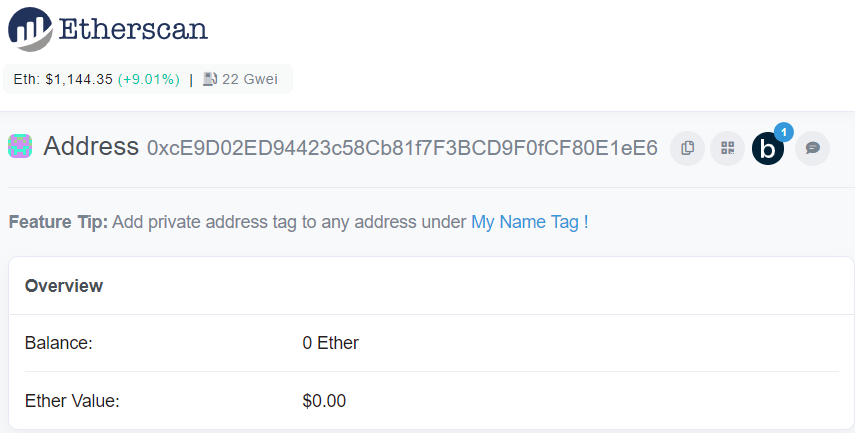 Etherscan
Eth: $1,144.35 (+9.01%) | 22 Gwei
Address 0xcE9D02ED94423c58Cb81f7F3BCD9F0fCF80E1eE6
b 1
Feature Tip: Add private address tag to any address under My Name Tag !
Overview
Balance: 0 Ether
Ether Value: $0.00